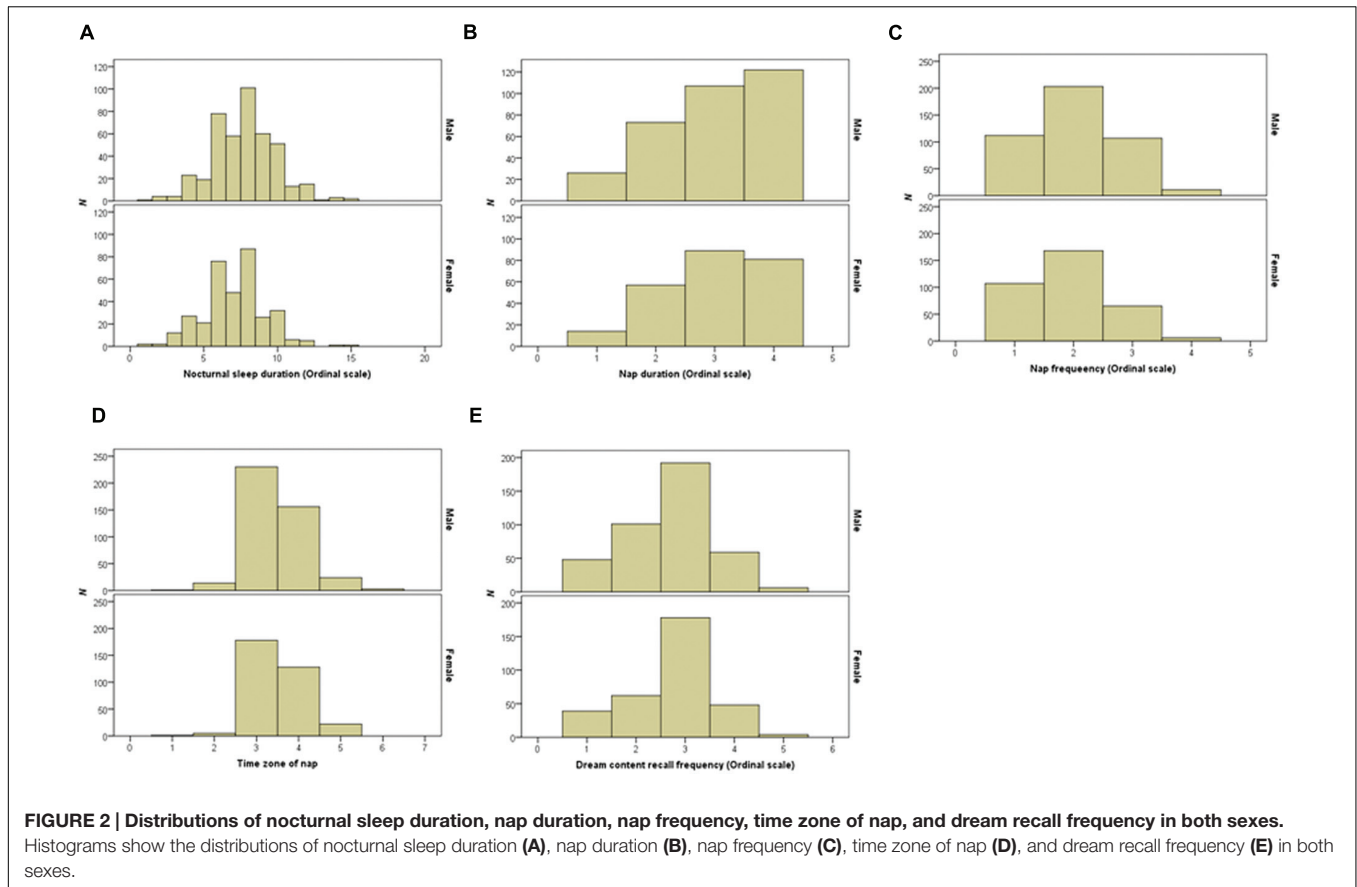 A
B
C
120
100
80
60
40
20
0
Male
120
100
80
60
40
20
0
Female
N
0 5 10 15 20
Nocturnal sleep duration (Ordinal scale)
120
100
80
60
40
20
0
Male
120
100
80
60
40
20
0
Female
N
0 1 2 3 4 5
Nap duration (Ordinal scale)
250
200
150
100
50
0
Male
250
200
150
100
50
0
Female
N
0 1 2 3 4 5
Nap frequeency (Ordinal scale)
D
E
250
200
150
100
50
0
Male
250
200
150
100
50
0
Female
N
0 1 2 3 4 5 6 7
Time zone of nap
200
150
100
50
0
Male
200
150
100
50
0
Female
N
0 1 2 3 4 5 6
Dream content recall frequency (Ordinal scale)
FIGURE 2 | Distributions of nocturnal sleep duration, nap duration, nap frequency, time zone of nap, and dream recall frequency in both sexes.
Histograms show the distributions of nocturnal sleep duration (A), nap duration (B), nap frequency (C), time zone of nap (D), and dream recall frequency (E) in both
sexes.